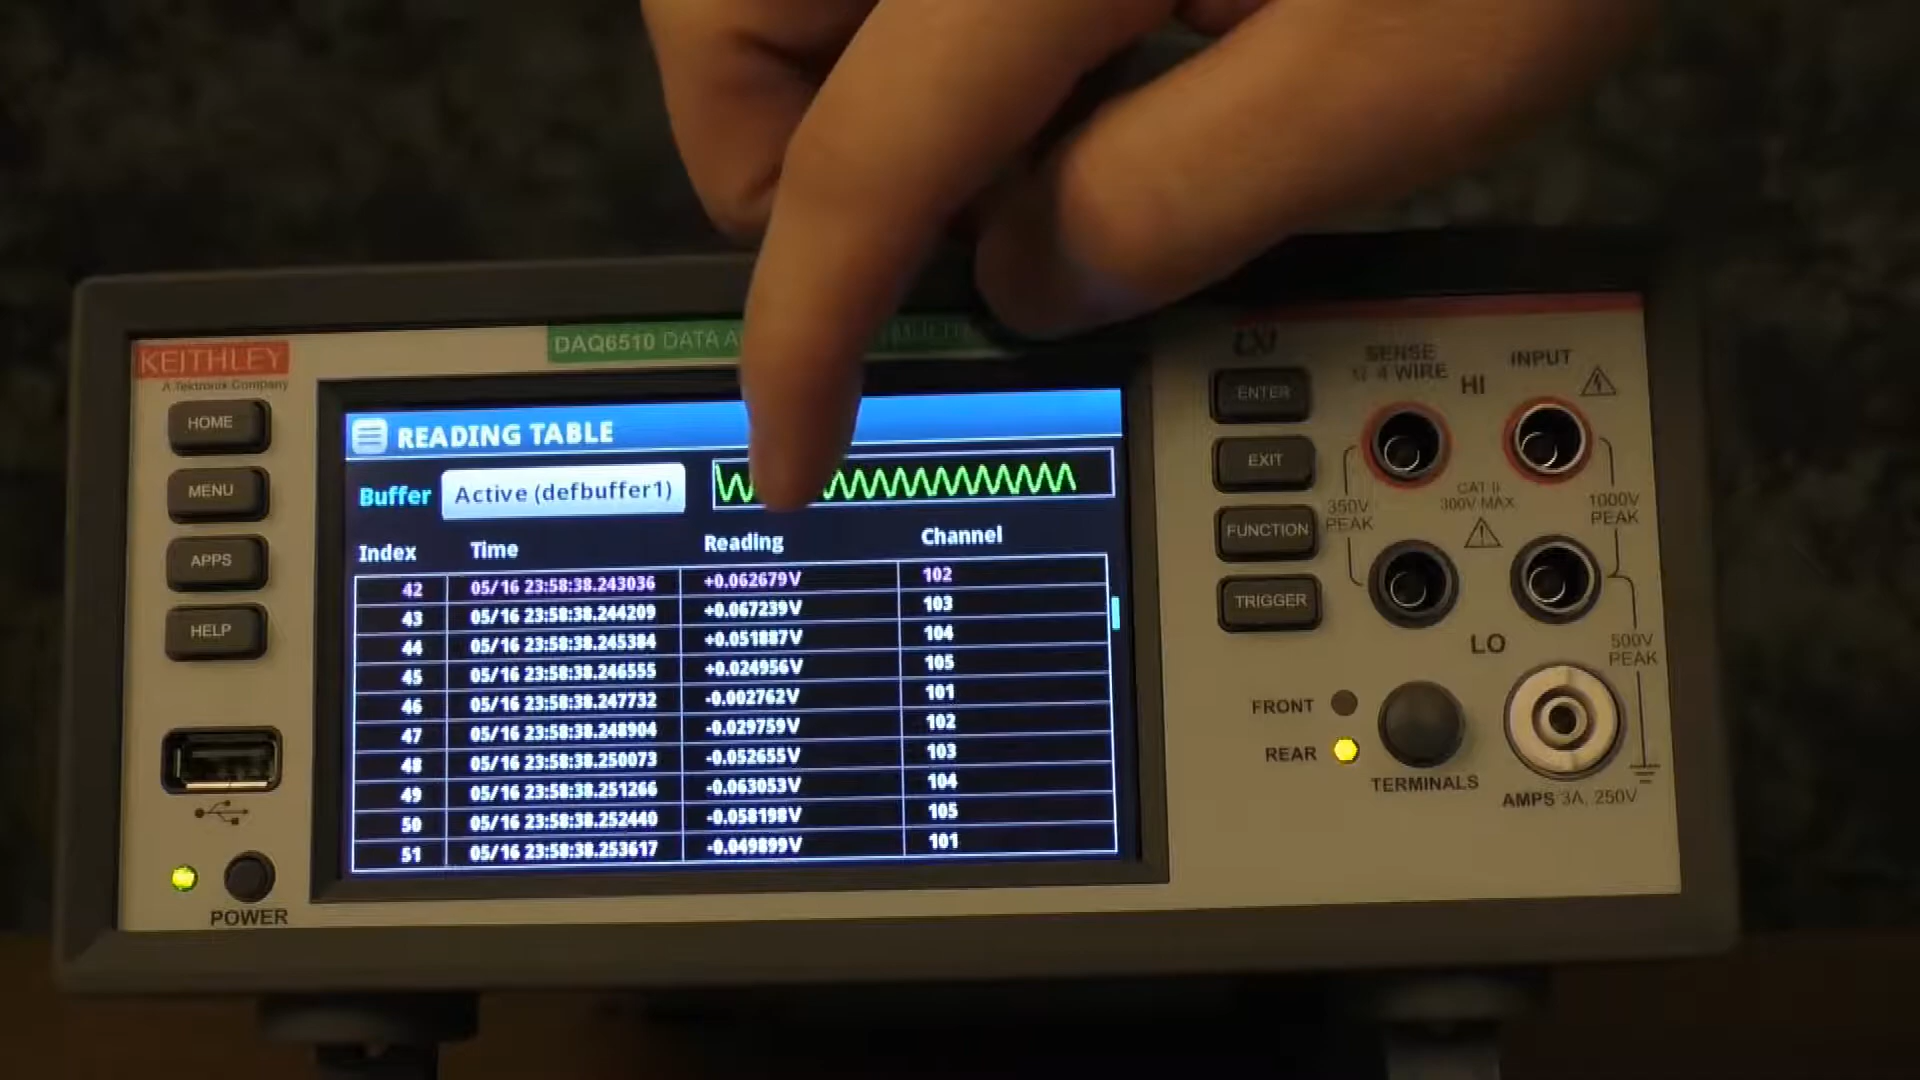 KEITHLEY
A Tektronix Company
DAQ6510 DATA
HOME
MENU
APPS
HELP
POWER
READING TABLE
Buffer Active (defbuffer1)
Index Time Reading Channel
42 05/16 23:58:38.243036 +0.062679V 102
43 05/16 23:58:38.244209 +0.067239V 103
44 05/16 23:58:38.245384 +0.051887V 104
45 05/16 23:58:38.246555 +0.024956V 105
46 05/16 23:58:38.247732 -0.002762V 101
47 05/16 23:58:38.248904 -0.029759V 102
48 05/16 23:58:38.250073 -0.052655V 103
49 05/16 23:58:38.251266 -0.063053V 104
50 05/16 23:58:38.252440 -0.058198V 105
51 05/16 23:58:38.253617 -0.049899V 101
LXI
ENTER
EXIT
FUNCTION
TRIGGER
SENSE
Ω 4 WIRE
HI
INPUT
CAT II
300V MAX
350V
PEAK
1000V
PEAK
LO
500V
PEAK
FRONT
REAR
TERMINALS
AMPS 3A, 250V